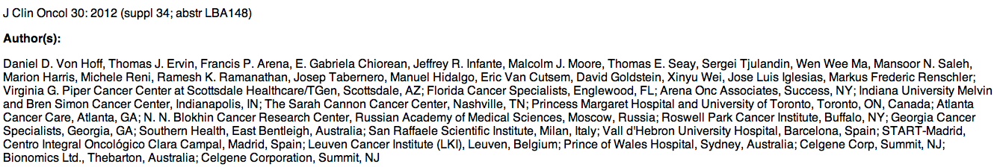 J Clin Oncol 30: 2012 (suppl 34; abstr LBA148)
Author(s):
Daniel D. Von Hoff, Thomas J. Ervin, Francis P. Arena, E. Gabriela Chiorean, Jeffrey R. Infante, Malcolm J. Moore, Thomas E. Seay, Sergei Tjulandin, Wen Wee Ma, Mansoor N. Saleh,
Marion Harris, Michele Reni, Ramesh K. Ramanathan, Josep Tabernero, Manuel Hidalgo, Eric Van Cutsem, David Goldstein, Xinyu Wei, Jose Luis Iglesias, Markus Frederic Renschler;
Virginia G. Piper Cancer Center at Scottsdale Healthcare/TGen, Scottsdale, AZ; Florida Cancer Specialists, Englewood, FL; Arena Onc Associates, Success, NY; Indiana University Melvin
and Bren Simon Cancer Center, Indianapolis, IN; The Sarah Cannon Cancer Center, Nashville, TN; Princess Margaret Hospital and University of Toronto, Toronto, ON, Canada; Atlanta
Cancer Care, Atlanta, GA; N. N. Blokhin Cancer Research Center, Russian Academy of Medical Sciences, Moscow, Russia; Roswell Park Cancer Institute, Buffalo, NY; Georgia Cancer
Specialists, Georgia, GA; Southern Health, East Bentleigh, Australia; San Raffaele Scientific Institute, Milan, Italy; Vall d'Hebron University Hospital, Barcelona, Spain; START-Madrid,
Centro Integral Oncológico Clara Campal, Madrid, Spain; Leuven Cancer Institute (LKI), Leuven, Belgium; Prince of Wales Hospital, Sydney, Australia; Celgene Corp, Summit, NJ;
Bionomics Ltd., Thebarton, Australia; Celgene Corporation, Summit, NJ